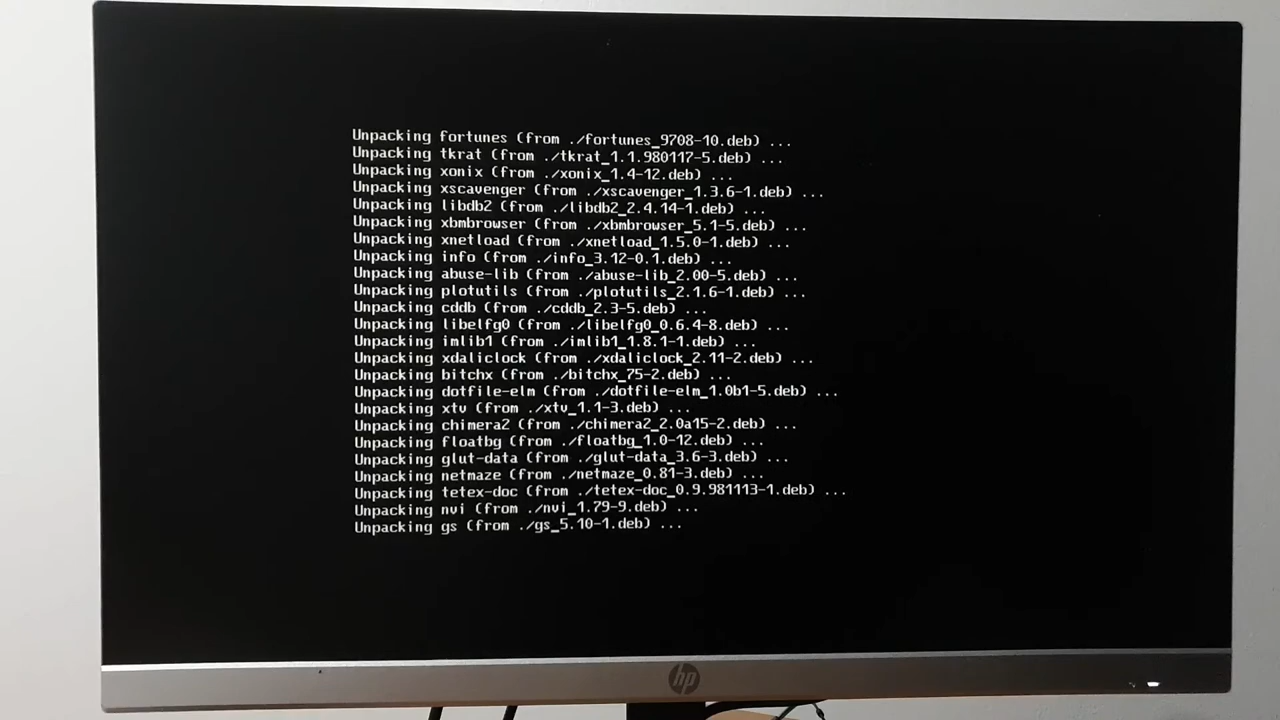 Unpacking fortunes (from ./fortunes_9708-10.deb) ...
Unpacking tkrat (from ./tkrat_1.1.980117-5.deb) ...
Unpacking xonix (from ./xonix_1.4-12.deb) ...
Unpacking xscavenger (from ./xscavenger_1.3.6-1.deb) ...
Unpacking libdb2 (from ./libdb2_2.4.14-1.deb) ...
Unpacking xbmbrowser (from ./xbmbrowser_5.1-5.deb) ...
Unpacking xnetload (from ./xnetload_1.5.0-1.deb) ...
Unpacking info (from ./info_3.12-0.1.deb) ...
Unpacking abuse-lib (from ./abuse-lib_2.00-5.deb) ...
Unpacking plotutils (from ./plotutils_2.1.6-1.deb) ...
Unpacking cddb (from ./cddb_2.3-5.deb) ...
Unpacking libelfg0 (from ./libelfg0_0.6.4-8.deb) ...
Unpacking imlib1 (from ./imlib1_1.8.1-1.deb) ...
Unpacking xdaliclock (from ./xdaliclock_2.11-2.deb) ...
Unpacking bitchx (from ./bitchx_75-2.deb) ...
Unpacking dotfile-elm (from ./dotfile-elm_1.0b1-5.deb) ...
Unpacking xtv (from ./xtv_1.1-3.deb) ...
Unpacking chimera2 (from ./chimera2_2.0a15-2.deb) ...
Unpacking floatbg (from ./floatbg_1.0-12.deb) ...
Unpacking glut-data (from ./glut-data_3.6-3.deb) ...
Unpacking netmaze (from ./netmaze_0.81-3.deb) ...
Unpacking tetex-doc (from ./tetex-doc_0.9.981113-1.deb) ...
Unpacking nvi (from ./nvi_1.79-9.deb) ...
Unpacking gs (from ./gs_5.10-1.deb) ...
hp